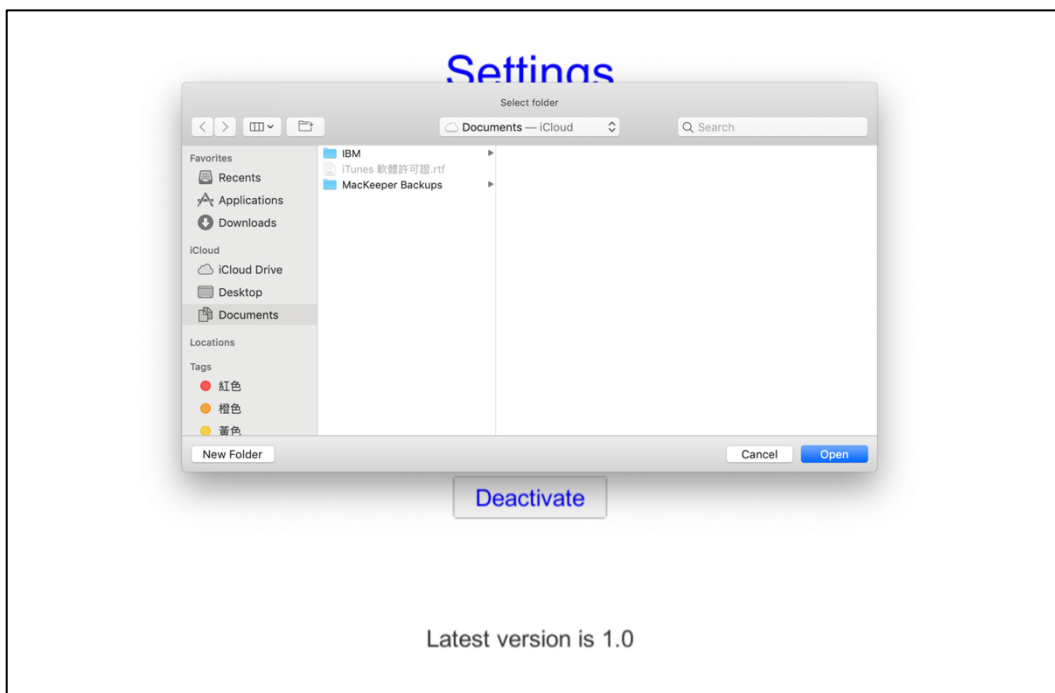 Settings
Select folder
Documents — iCloud
Search
Favorites
Recents
Applications
Downloads
iCloud
iCloud Drive
Desktop
Documents
Locations
Tags
紅色
橙色
黃色
IBM
iTunes 軟體許可證.rtf
MacKeeper Backups
New Folder
Cancel
Open
Deactivate
Latest version is 1.0